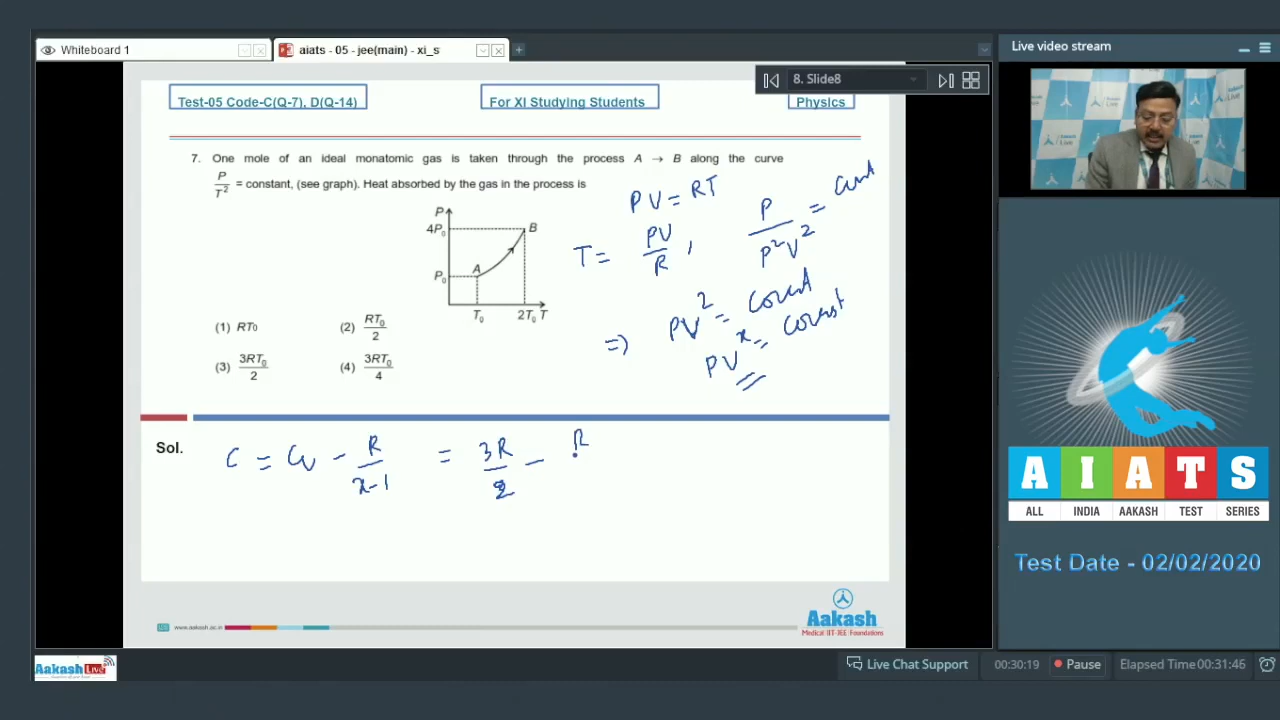 Whiteboard 1
aiats - 05 - jee(main) - xi_s
Live video stream
8. Slide8
Test-05 Code-C(Q-7), D(Q-14)
For XI Studying Students
Physics
7. One mole of an ideal monatomic gas is taken through the process A → B along the curve
P/T² = constant, (see graph). Heat absorbed by the gas in the process is
P
4P₀
B
P₀
A
T₀
2T₀ T
(1) RT₀
(2) RT₀/2
(3) 3RT₀/2
(4) 3RT₀/4
PV = RT
T = PV/R ,
P/P²V² = const
⇒ PV² = const
PVˣ = const
Sol.
C = Cv - R/(x-1) = 3R/2 - R
www.aakash.ac.in
Aakash
Medical|IIT-JEE|Foundations
A I A T S
ALL INDIA AAKASH TEST SERIES
Test Date - 02/02/2020
Aakash Live
Live Chat Support
00:30:19
Pause
Elapsed Time 00:31:46